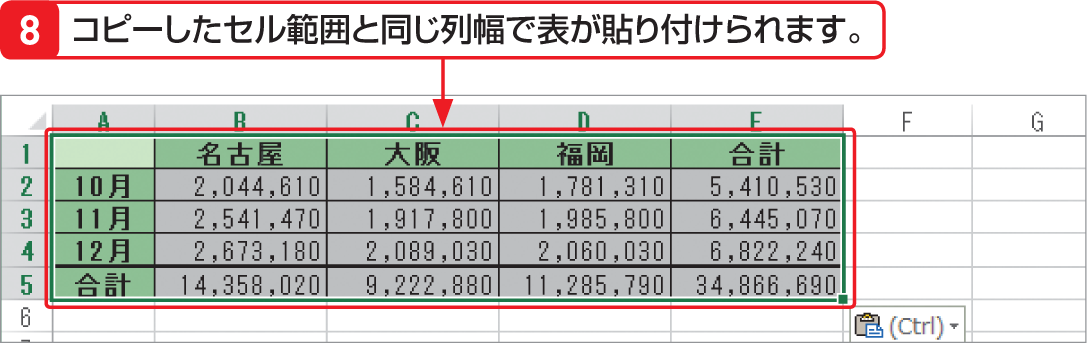 8 コピーしたセル範囲と同じ列幅で表が貼り付けられます。
A B C D E F G
1 名古屋 大阪 福岡 合計
2 10月 2,044,610 1,584,610 1,781,310 5,410,530
3 11月 2,541,470 1,917,800 1,985,800 6,445,070
4 12月 2,673,180 2,089,030 2,060,030 6,822,240
5 合計 14,358,020 9,222,880 11,285,790 34,866,690
6 (Ctrl)